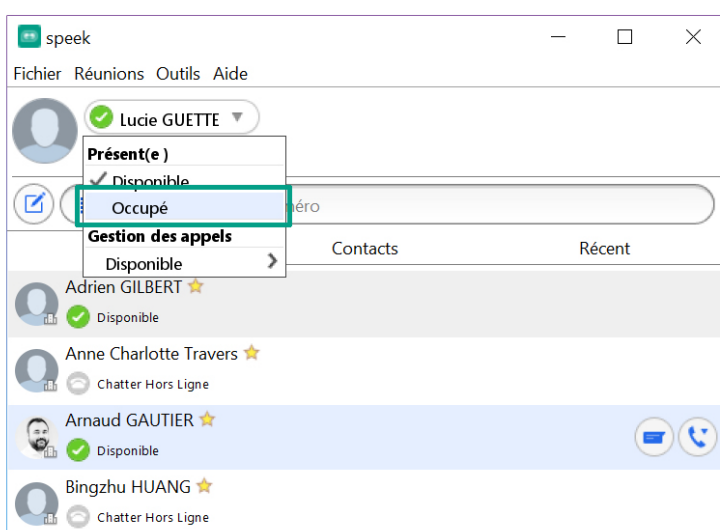 speek
Fichier Réunions Outils Aide
Lucie GUETTE
Présent(e )
Disponible
Occupé
Gestion des appels
Disponible
Contacts
Récent
Adrien GILBERT
Disponible
Anne Charlotte Travers
Chatter Hors Ligne
Arnaud GAUTIER
Disponible
Bingzhu HUANG
Chatter Hors Ligne